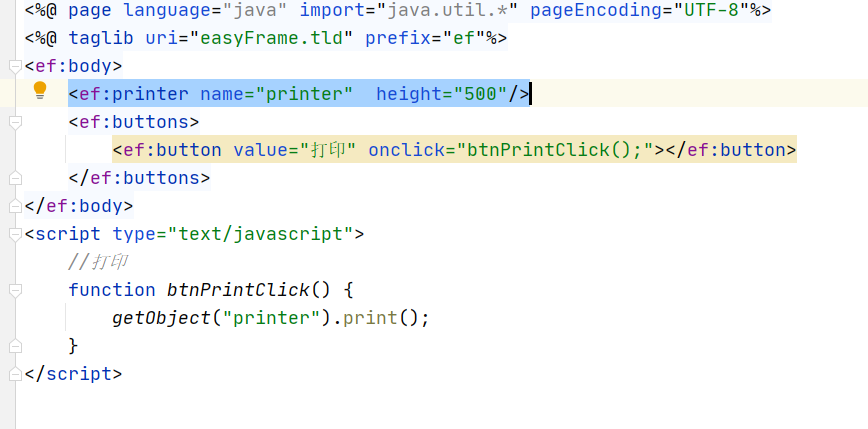 <%@ page language="java" import="java.util.*" pageEncoding="UTF-8"%>
<%@ taglib uri="easyFrame.tld" prefix="ef"%>
<ef:body>
    <ef:printer name="printer"  height="500"/>
    <ef:buttons>
        <ef:button value="打印" onclick="btnPrintClick();"></ef:button>
    </ef:buttons>
</ef:body>
<script type="text/javascript">
    //打印
    function btnPrintClick() {
        getObject("printer").print();
    }
</script>